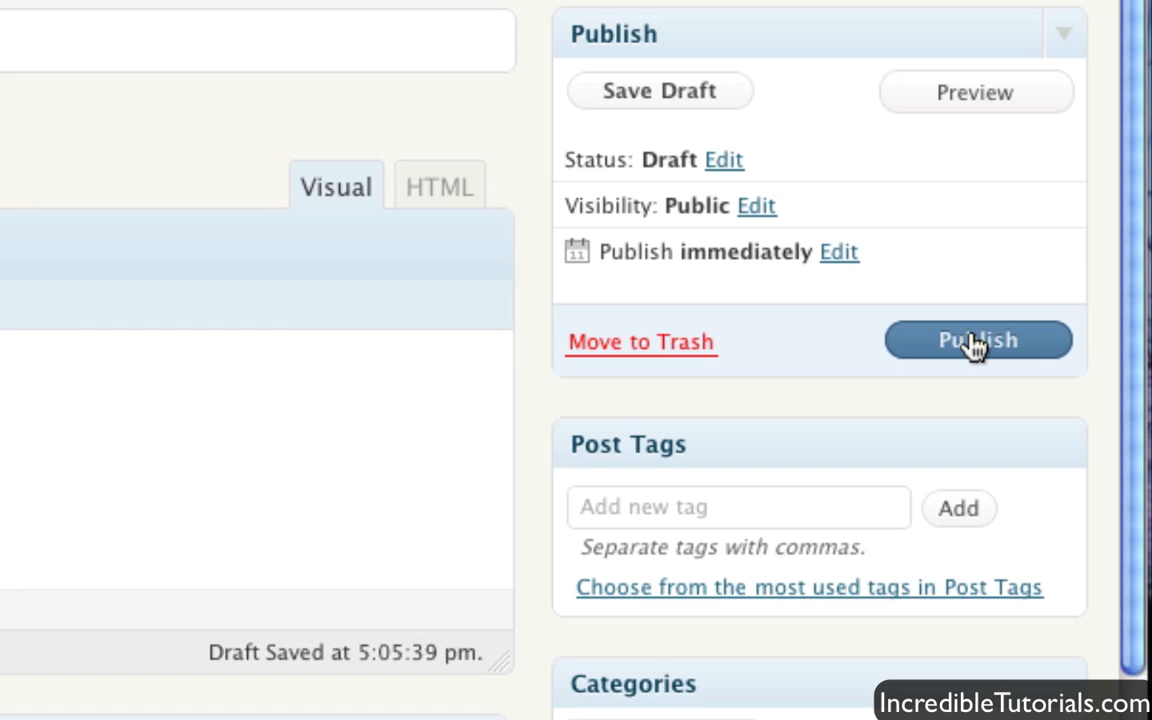 Publish
Save Draft
Preview
Status: Draft Edit
Visual
HTML
Visibility: Public Edit
11
Publish immediately Edit
Move to Trash
Publish
Post Tags
Add new tag
Add
Separate tags with commas.
Choose from the most used tags in Post Tags
Draft Saved at 5:05:39 pm.
Categories
IncredibleTutorials.com